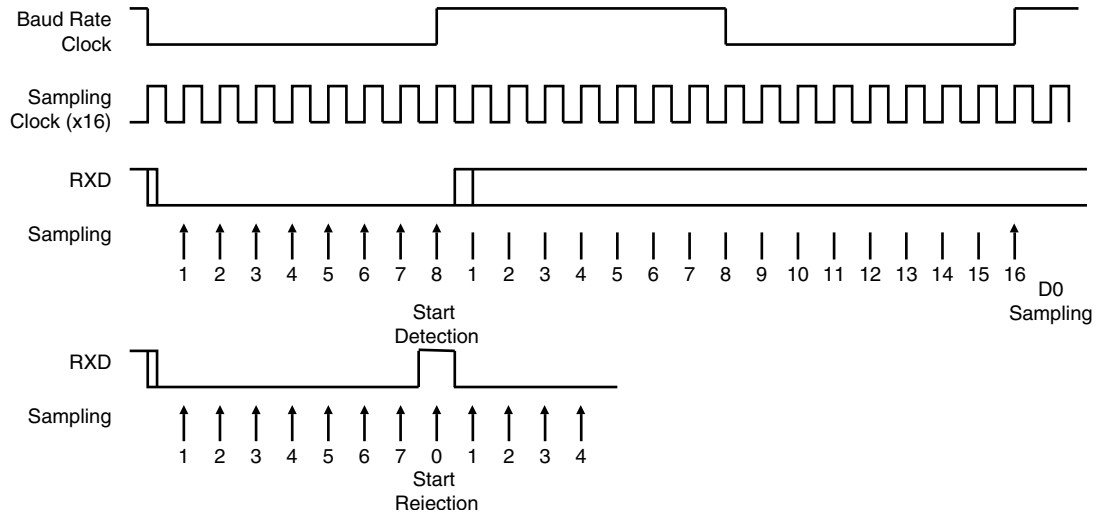 Baud Rate
Clock
Sampling
Clock (x16)
RXD
Sampling
1 2 3 4 5 6 7 8 1 2 3 4 5 6 7 8 9 10 11 12 13 14 15 16
D0
Sampling
Start
Detection
RXD
Sampling
1 2 3 4 5 6 7 0 1 2 3 4
Start
Rejection